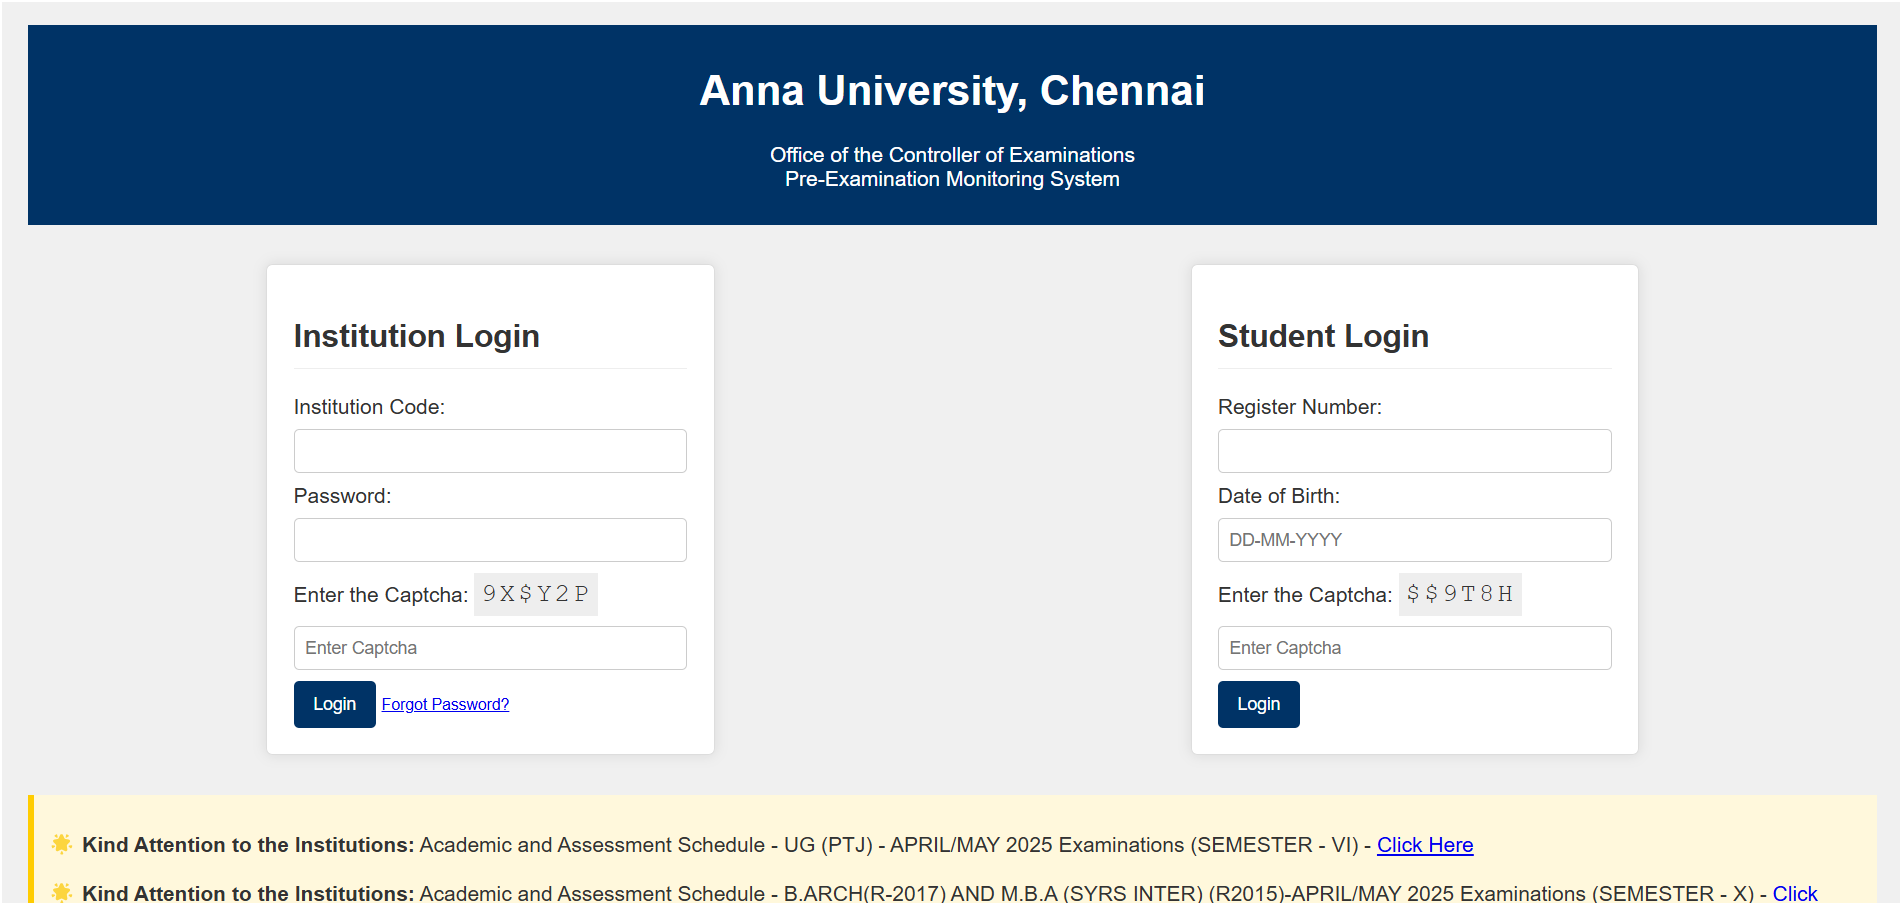 Anna University, Chennai
Office of the Controller of Examinations
Pre-Examination Monitoring System
Institution Login
Institution Code:
Password:
Enter the Captcha: 9X$Y2P
Enter Captcha
Login Forgot Password?
Student Login
Register Number:
Date of Birth:
DD-MM-YYYY
Enter the Captcha: $$9T8H
Enter Captcha
Login
Kind Attention to the Institutions: Academic and Assessment Schedule - UG (PTJ) - APRIL/MAY 2025 Examinations (SEMESTER - VI) - Click Here
Kind Attention to the Institutions: Academic and Assessment Schedule - B.ARCH(R-2017) AND M.B.A (SYRS INTER) (R2015)-APRIL/MAY 2025 Examinations (SEMESTER - X) - Click